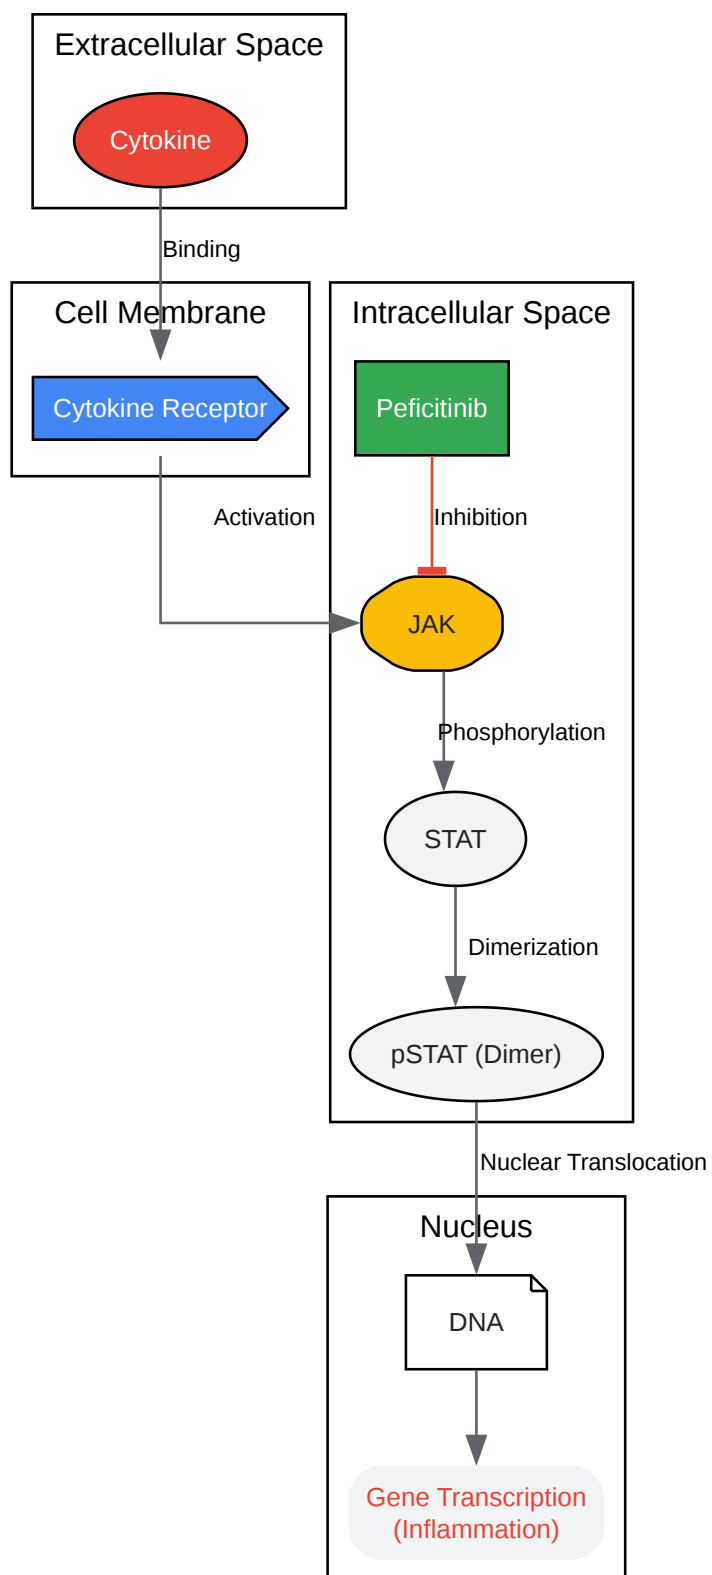 Extracellular Space
Cytokine
Binding
Cell Membrane
Intracellular Space
Cytokine Receptor
Peficitinib
Activation
Inhibition
JAK
Phosphorylation
STAT
Dimerization
pSTAT (Dimer)
Nuclear Translocation
Nucleus
DNA
Gene Transcription
(Inflammation)